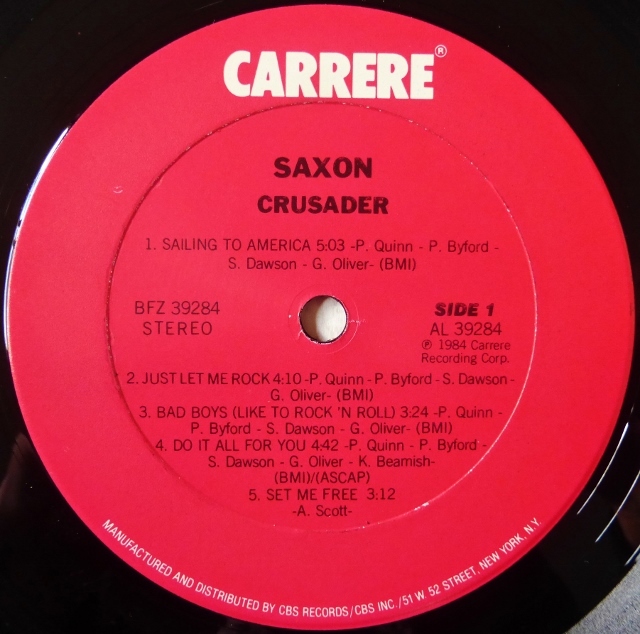 CARRERE®
SAXON
CRUSADER
1. SAILING TO AMERICA 5:03 -P. Quinn - P. Byford -
S. Dawson - G. Oliver- (BMI)
BFZ 39284
STEREO
SIDE 1
AL 39284
℗ 1984 Carrere
Recording Corp.
2. JUST LET ME ROCK 4:10 -P. Quinn - P. Byford - S. Dawson -
G. Oliver- (BMI)
3. BAD BOYS (LIKE TO ROCK 'N ROLL) 3:24 -P. Quinn -
P. Byford - S. Dawson - G. Oliver- (BMI)
4. DO IT ALL FOR YOU 4:42 -P. Quinn - P. Byford -
S. Dawson - G. Oliver - K. Bearnish-
(BMI)/(ASCAP)
5. SET ME FREE 3:12
-A. Scott-
MANUFACTURED AND DISTRIBUTED BY CBS RECORDS/CBS INC./51 W 52 STREET, NEW YORK, N.Y.